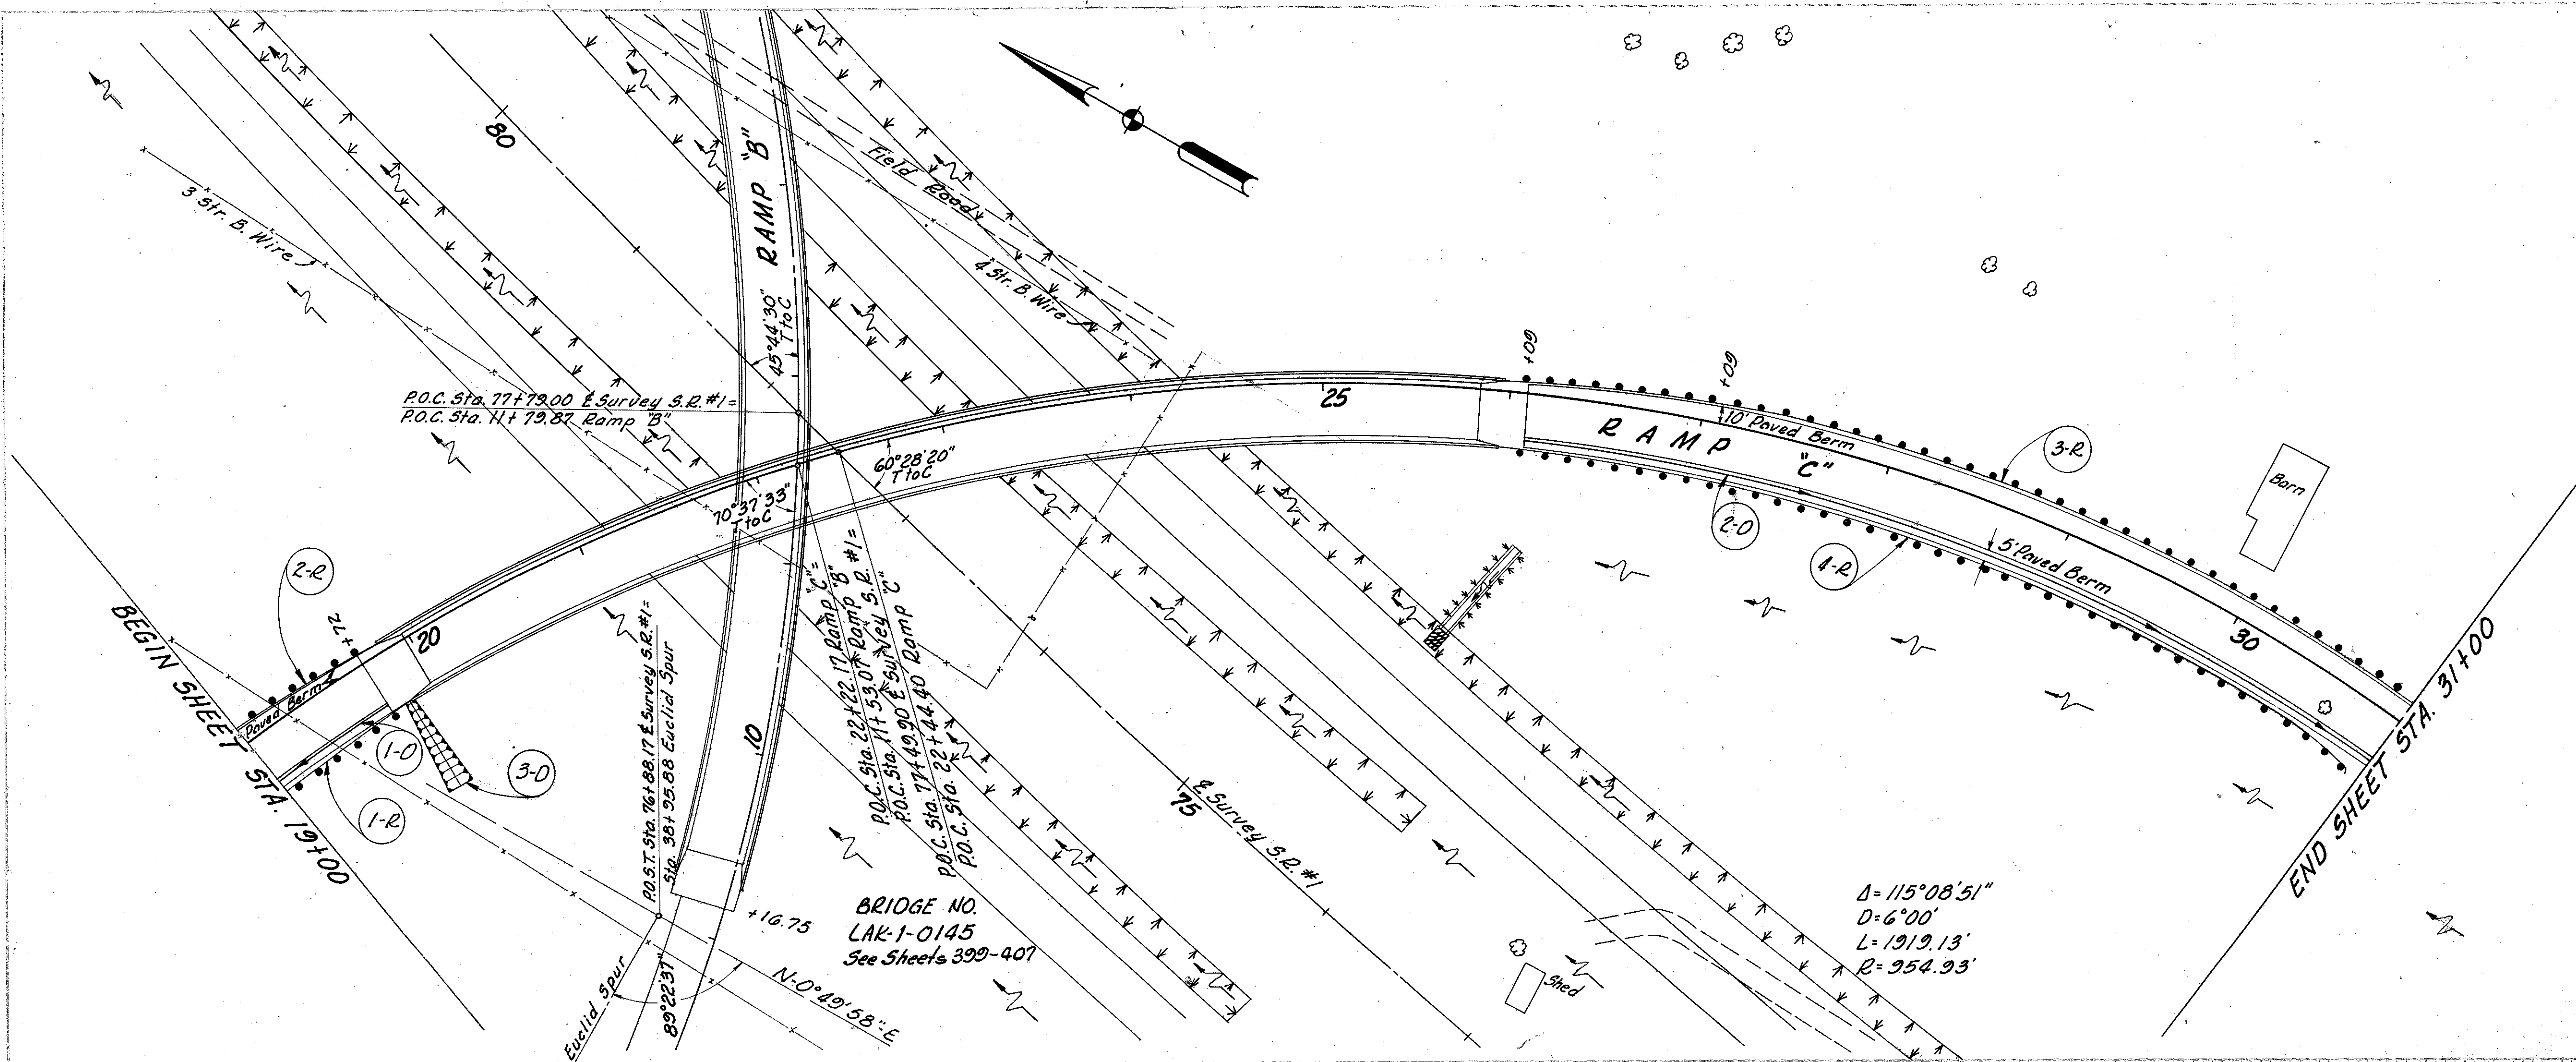 80
RAMP "B"
Field Road
3 Str. B. Wire
4 Str. B. Wire
45°44'30"
T to C
P.O.C. Sta. 77+79.00 ℄ Survey S.R. #1=
P.O.C. Sta. 11+79.87 Ramp "B"
25
+09
+09
10' Paved Berm
RAMP "C"
3-R
Barn
60°28'20"
T to C
70°37'33"
T to C
2-O
4-R
5' Paved Berm
2-R
+72
20
BEGIN SHEET STA. 19+00
Paved Berm
1-O
3-O
1-R
30
END SHEET STA. 31+00
P.O.S.T. Sta. 76+88.17 ℄ Survey S.R. #1=
Sta. 38+95.88 Euclid Spur
10
P.O.C. Sta. 22+22.17 Ramp "C"=
P.O.C. Sta. 11+53.07 Ramp "B"
P.O.C. Sta. 77+49.90 ℄ Survey S.R. #1=
P.O.C. Sta. 22+44.40 Ramp "C"
75
℄ Survey S.R. #1
+16.75
BRIDGE NO.
LAK-1-0145
See Sheets 399-407
Δ=115°08'51"
D=6°00'
L=1919.13'
R=954.93'
Shed
Euclid Spur
89°22'37"
N-0°49'58"-E